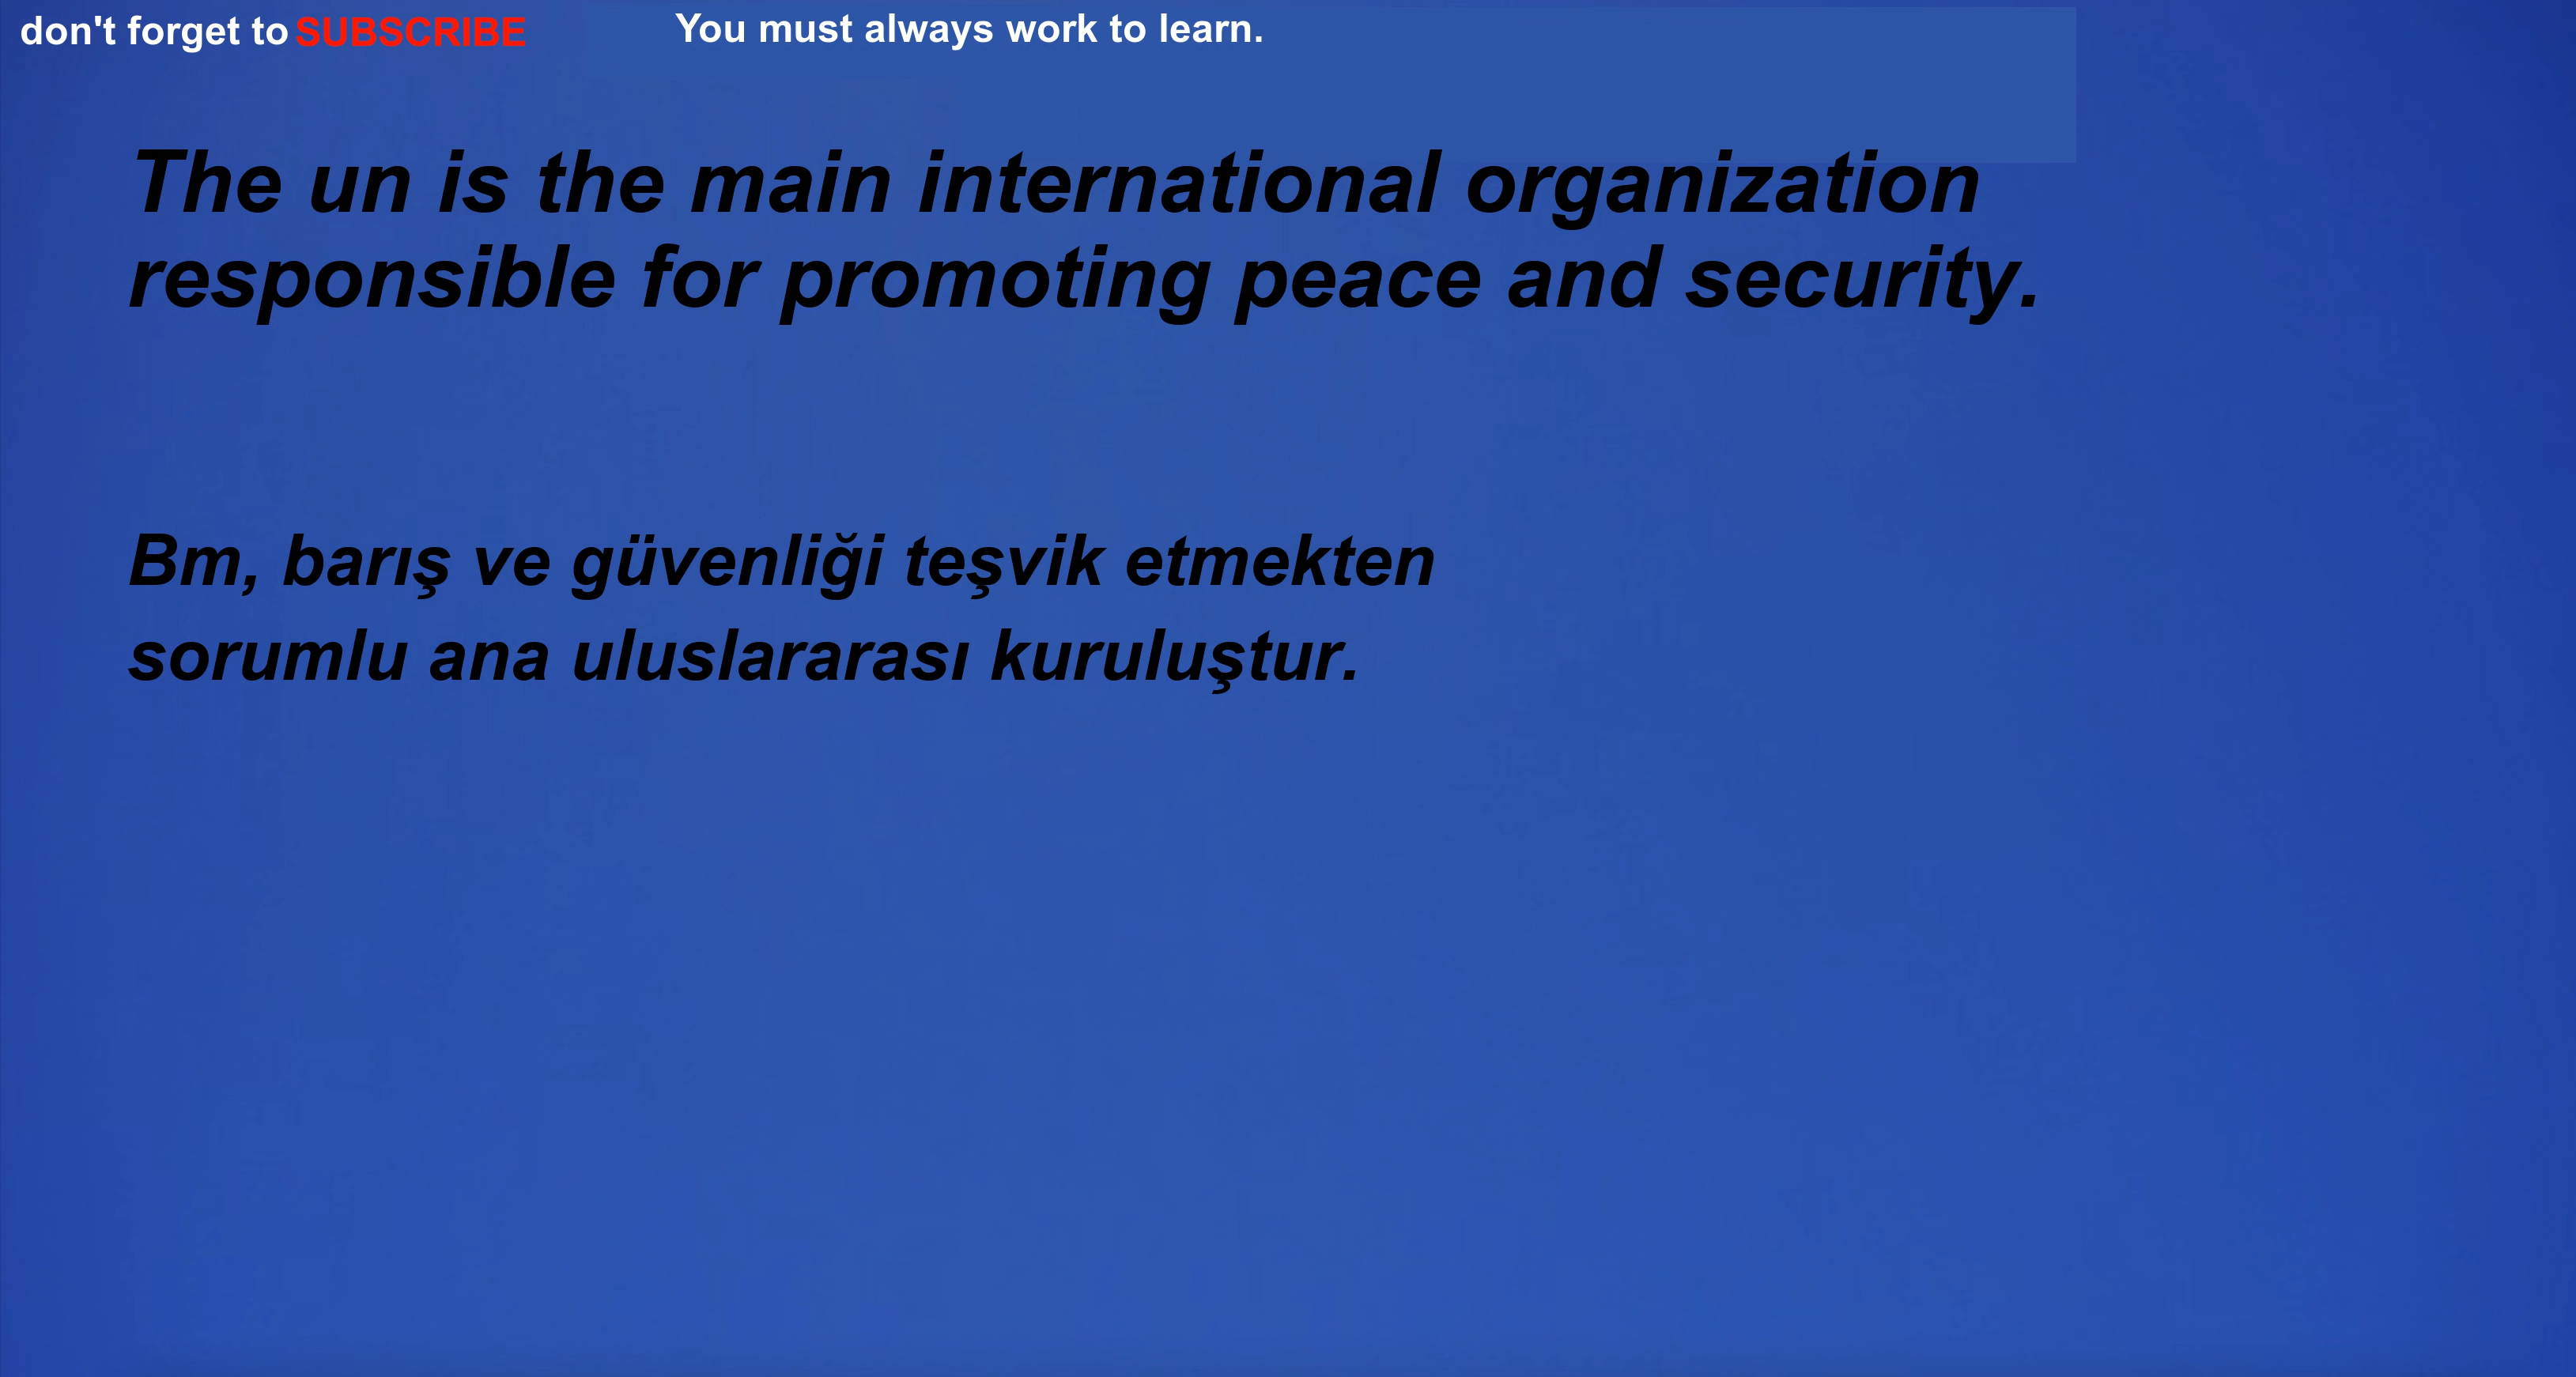 don't forget to SUBSCRIBE
You must always work to learn.
The un is the main international organization
responsible for promoting peace and security.
Bm, barış ve güvenliği teşvik etmekten
sorumlu ana uluslararası kuruluştur.